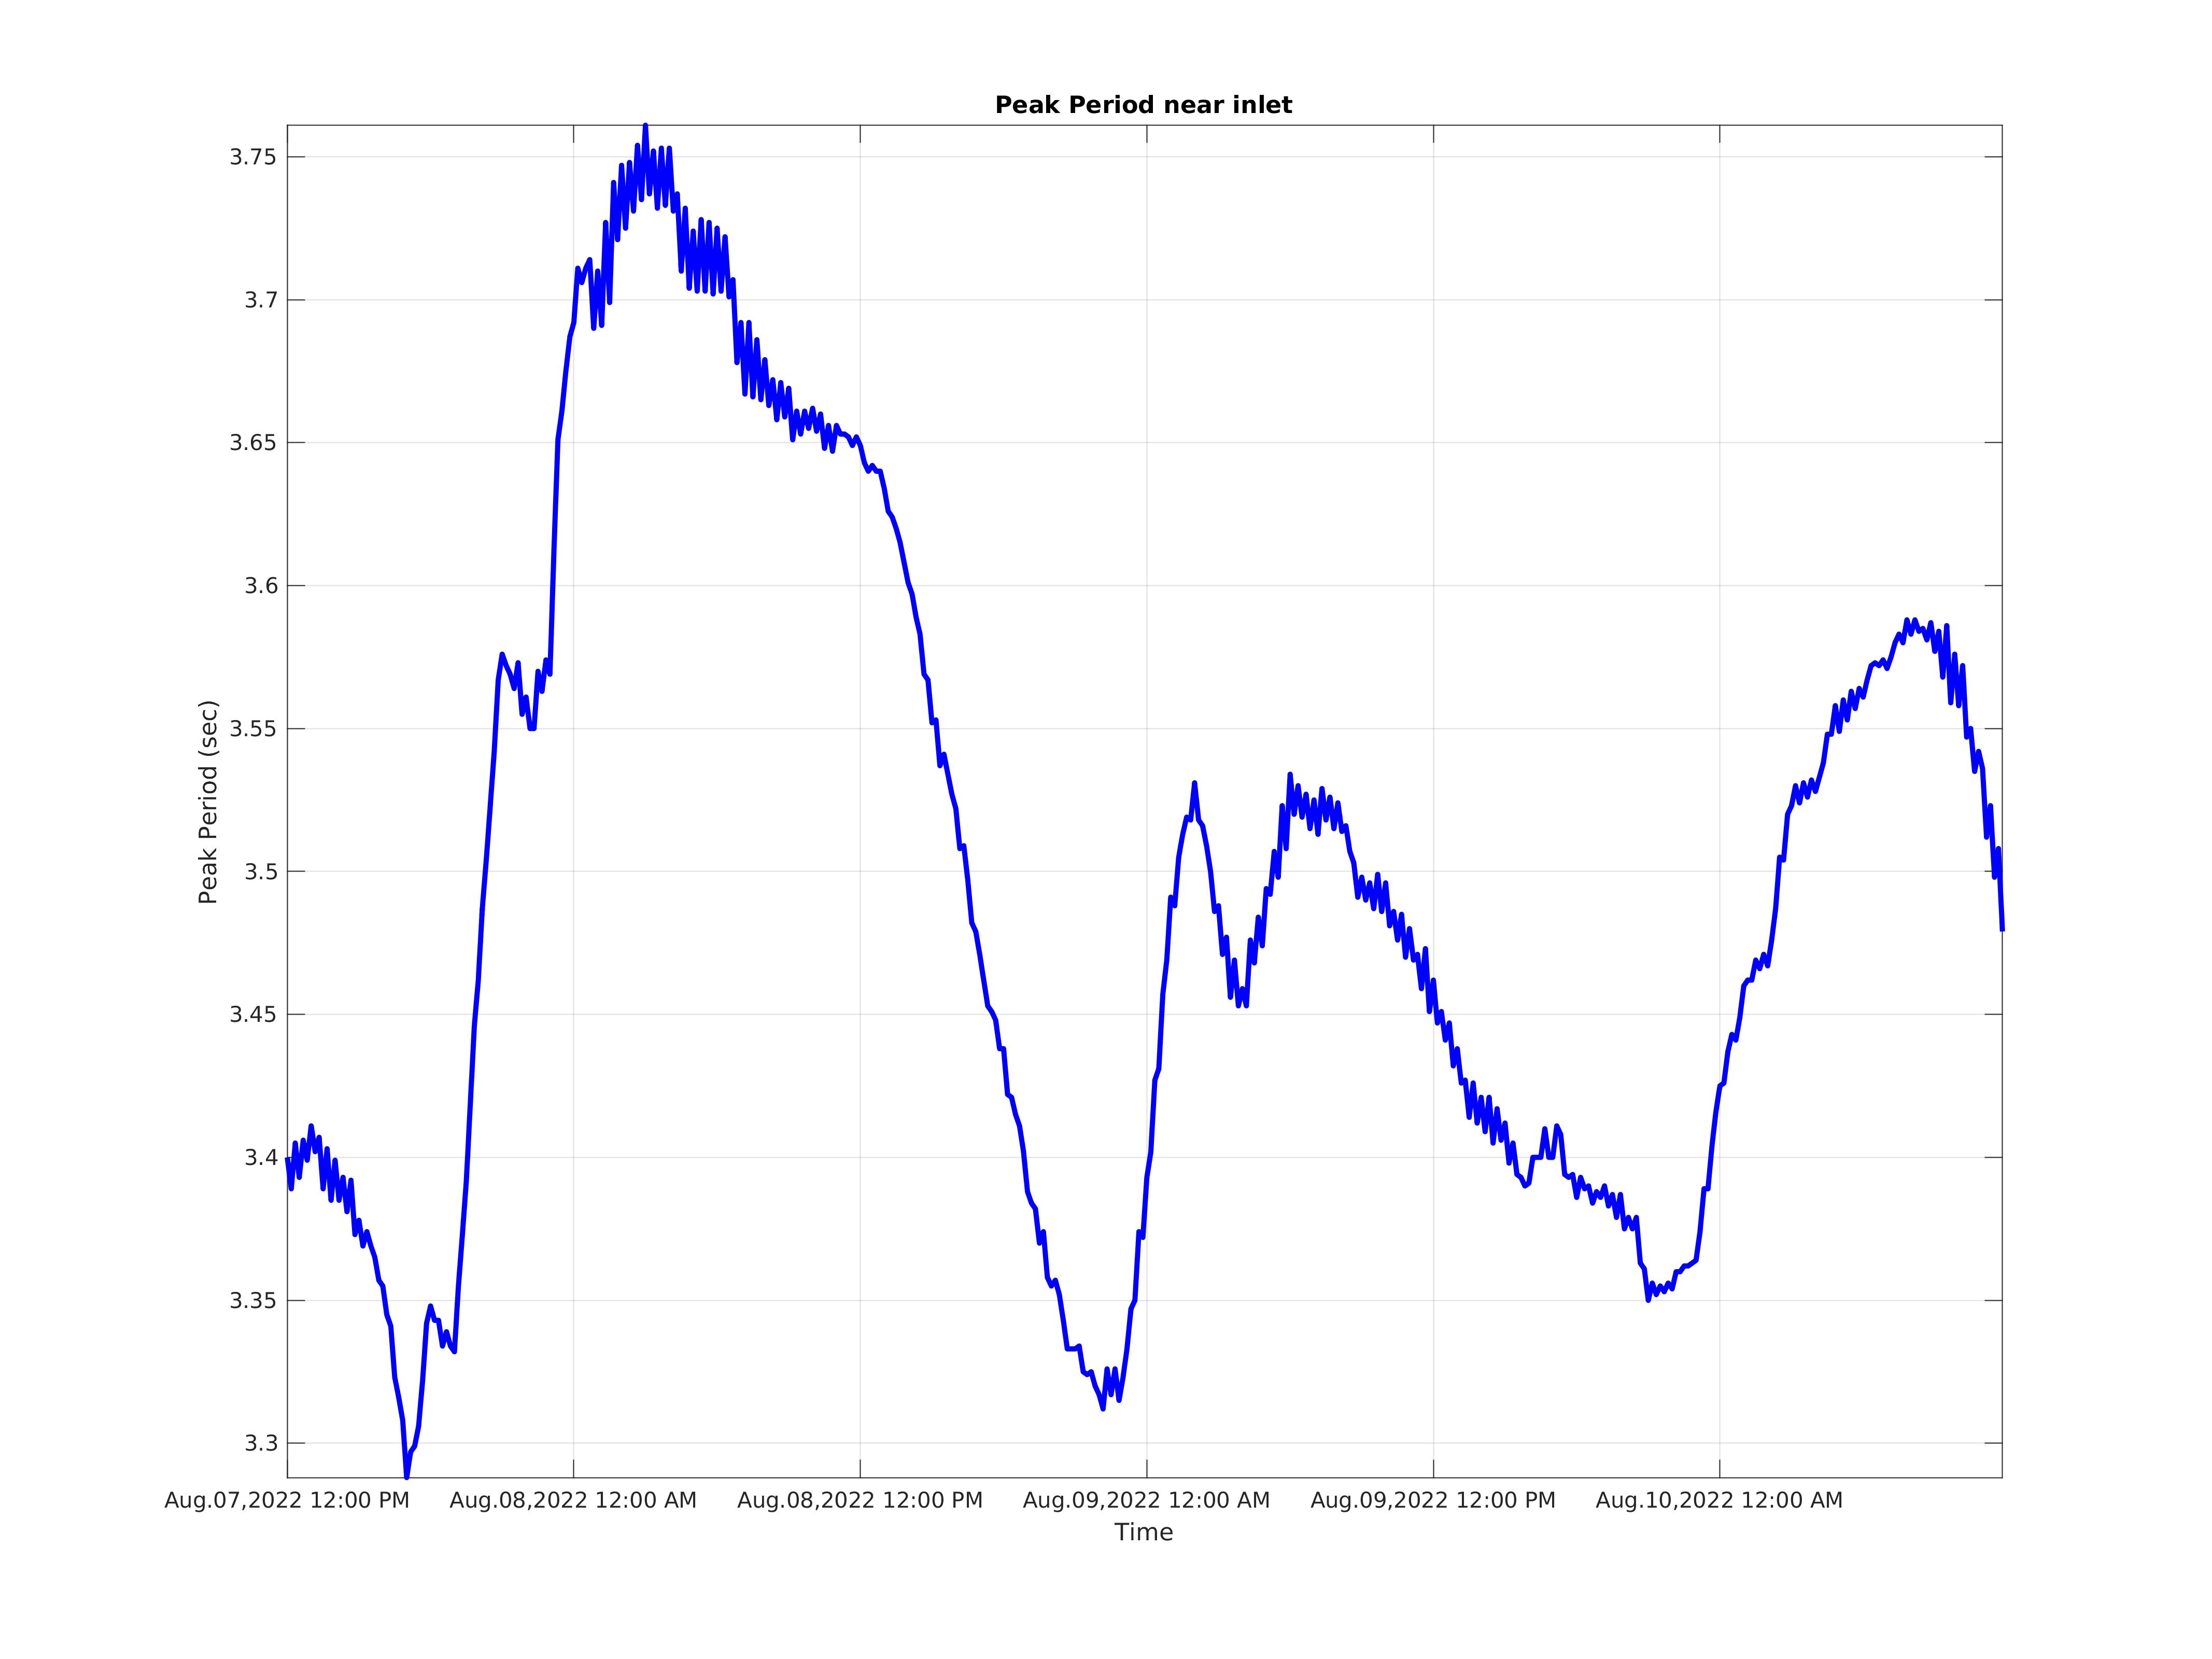 Peak Period near inlet
3.75
3.7
3.65
3.6
3.55
3.5
3.45
3.4
3.35
3.3
Peak Period (sec)
Aug.07,2022 12:00 PM
Aug.08,2022 12:00 AM
Aug.08,2022 12:00 PM
Aug.09,2022 12:00 AM
Aug.09,2022 12:00 PM
Aug.10,2022 12:00 AM
Time